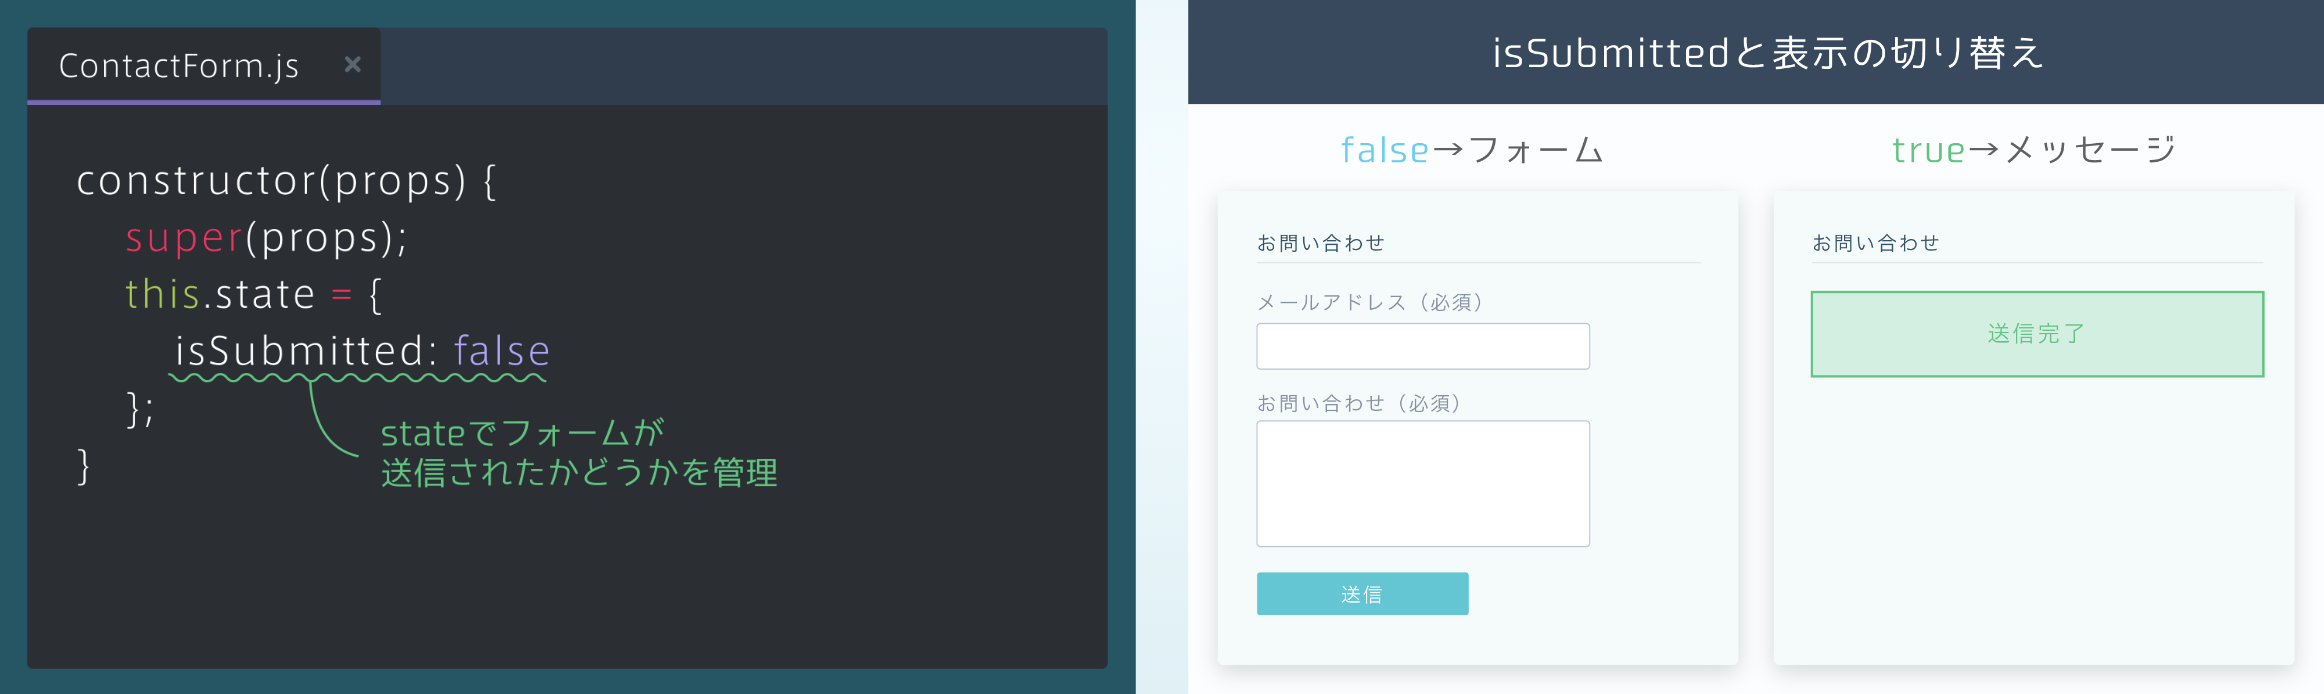 ContactForm.js ×
constructor(props) {
super(props);
this.state = {
isSubmitted: false
};
}
stateでフォームが
送信されたかどうかを管理
isSubmittedと表示の切り替え
false→フォーム
お問い合わせ
メールアドレス（必須）
お問い合わせ（必須）
送信
true→メッセージ
お問い合わせ
送信完了